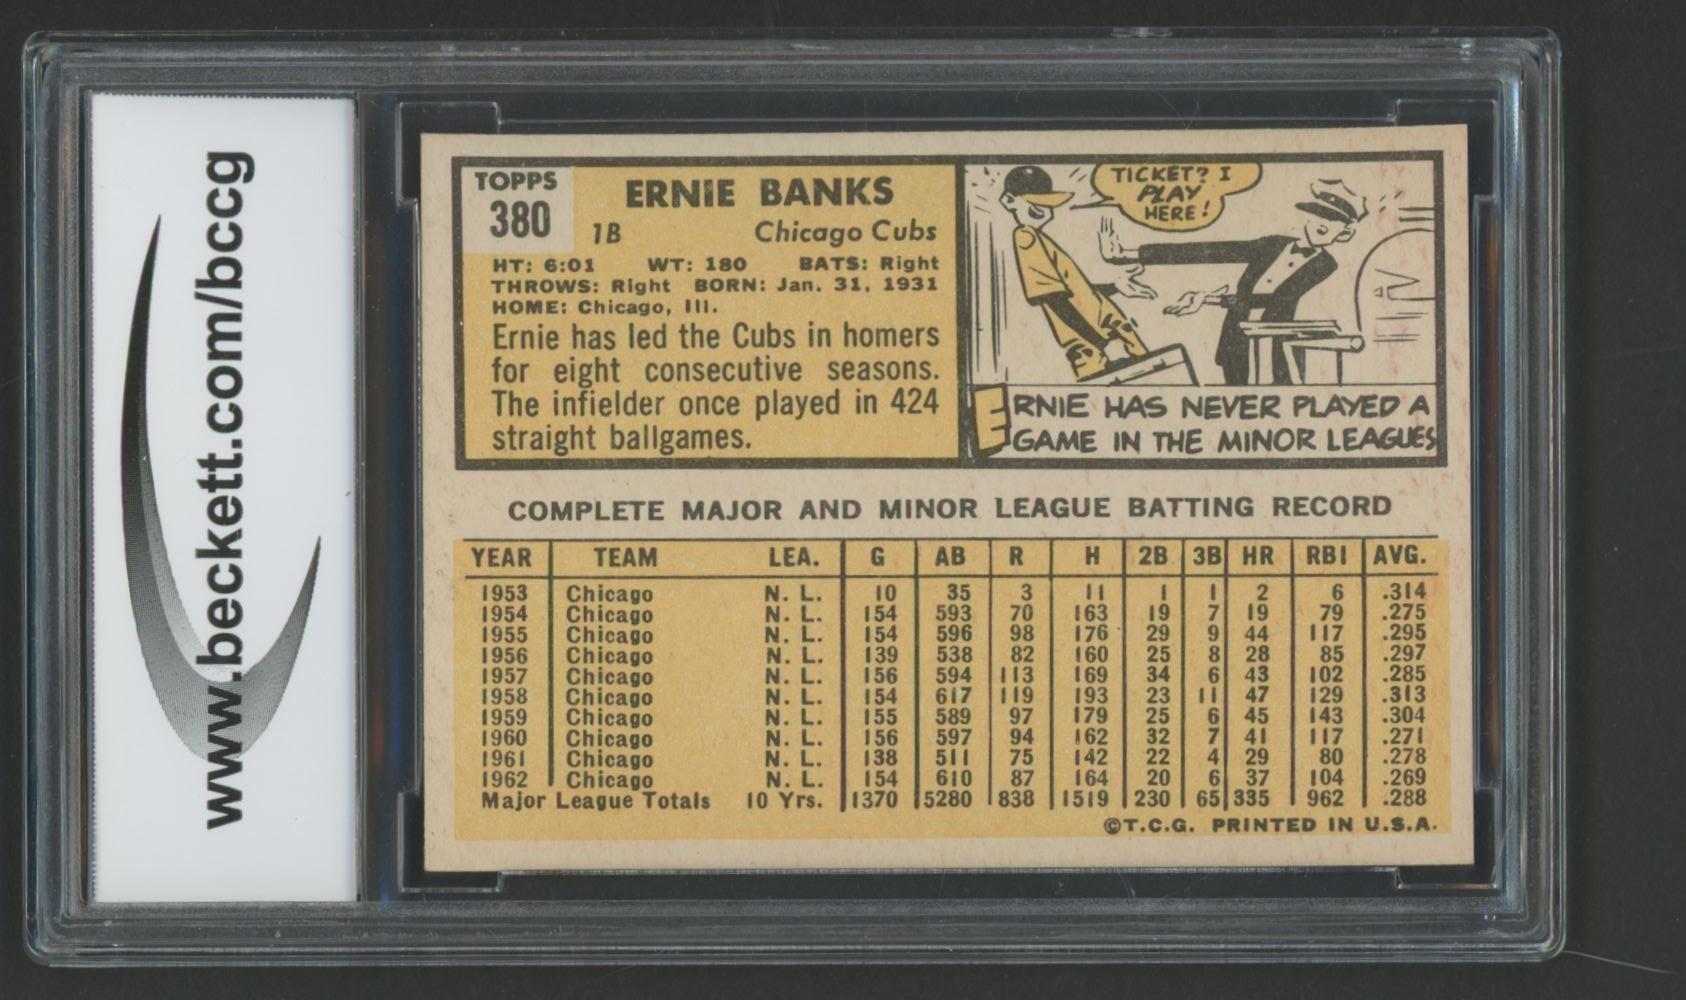 www.beckett.com/bccg
TOPPS
380
ERNIE BANKS
1B Chicago Cubs
HT: 6:01 WT: 180 BATS: Right
THROWS: Right BORN: Jan. 31, 1931
HOME: Chicago, Ill.
Ernie has led the Cubs in homers
for eight consecutive seasons.
The infielder once played in 424
straight ballgames.
TICKET? I
PLAY
HERE!
ERNIE HAS NEVER PLAYED A
GAME IN THE MINOR LEAGUES
COMPLETE MAJOR AND MINOR LEAGUE BATTING RECORD
YEAR TEAM LEA. G AB R H 2B 3B HR RBI AVG.
1953 Chicago N. L. 10 35 3 11 1 1 2 6 .314
1954 Chicago N. L. 154 593 70 163 19 7 19 79 .275
1955 Chicago N. L. 154 596 98 176 29 9 44 117 .295
1956 Chicago N. L. 139 538 82 160 25 8 28 85 .297
1957 Chicago N. L. 156 594 113 169 34 6 43 102 .285
1958 Chicago N. L. 154 617 119 193 23 11 47 129 .313
1959 Chicago N. L. 155 589 97 179 25 6 45 143 .304
1960 Chicago N. L. 156 597 94 162 32 7 41 117 .271
1961 Chicago N. L. 138 511 75 142 22 4 29 80 .278
1962 Chicago N. L. 154 610 87 164 20 6 37 104 .269
Major League Totals 10 Yrs. 1370 5280 838 1519 230 65 335 962 .288
©T.C.G. PRINTED IN U.S.A.